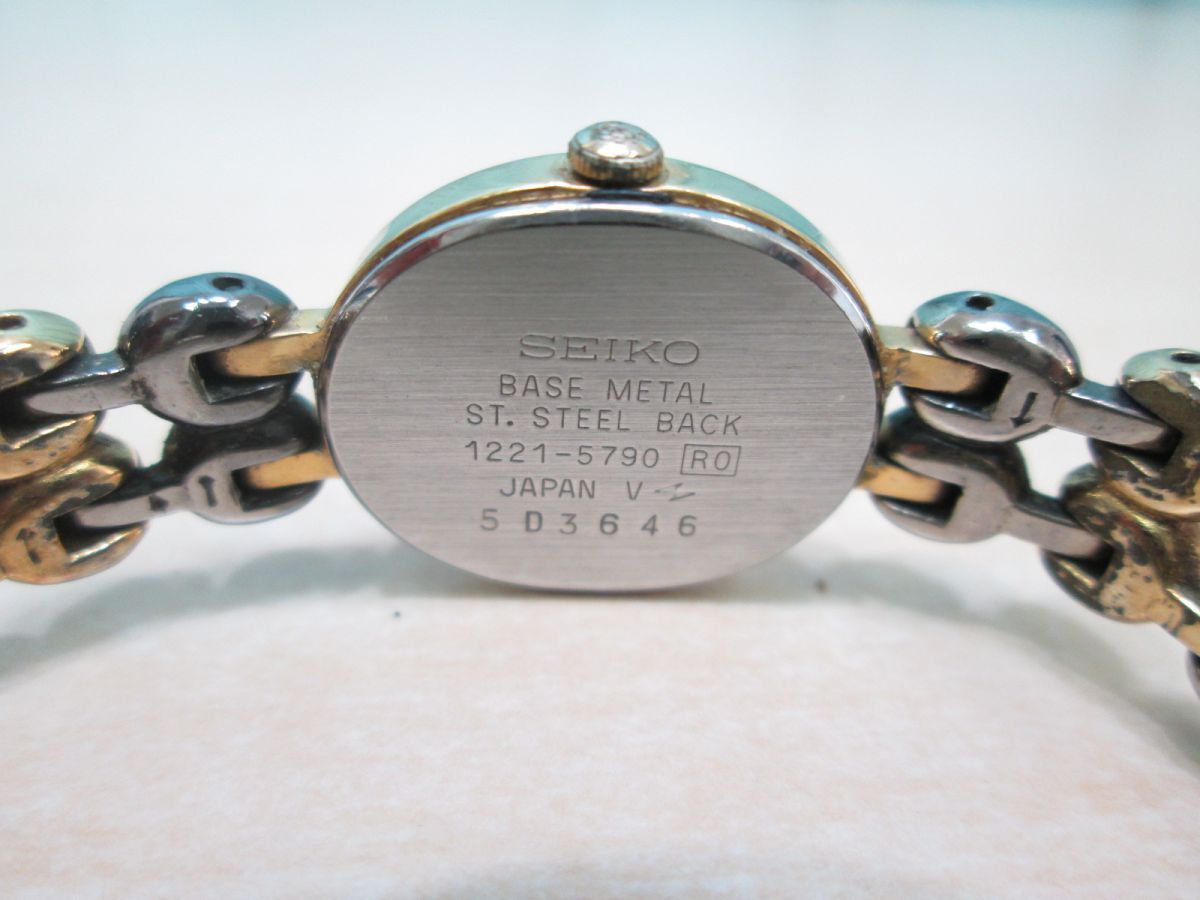 SEIKO
BASE METAL
ST. STEEL BACK
1221-5790 R0
JAPAN V
5D3646